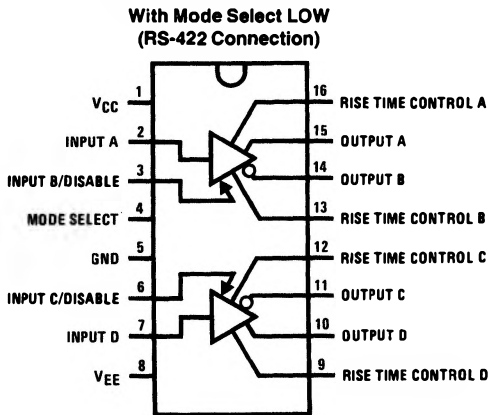 With Mode Select LOW
(RS-422 Connection)
1
VCC
2
INPUT A
3
INPUT B/DISABLE
4
MODE SELECT
5
GND
6
INPUT C/DISABLE
7
INPUT D
8
VEE
16
RISE TIME CONTROL A
15
OUTPUT A
14
OUTPUT B
13
RISE TIME CONTROL B
12
RISE TIME CONTROL C
11
OUTPUT C
10
OUTPUT D
9
RISE TIME CONTROL D